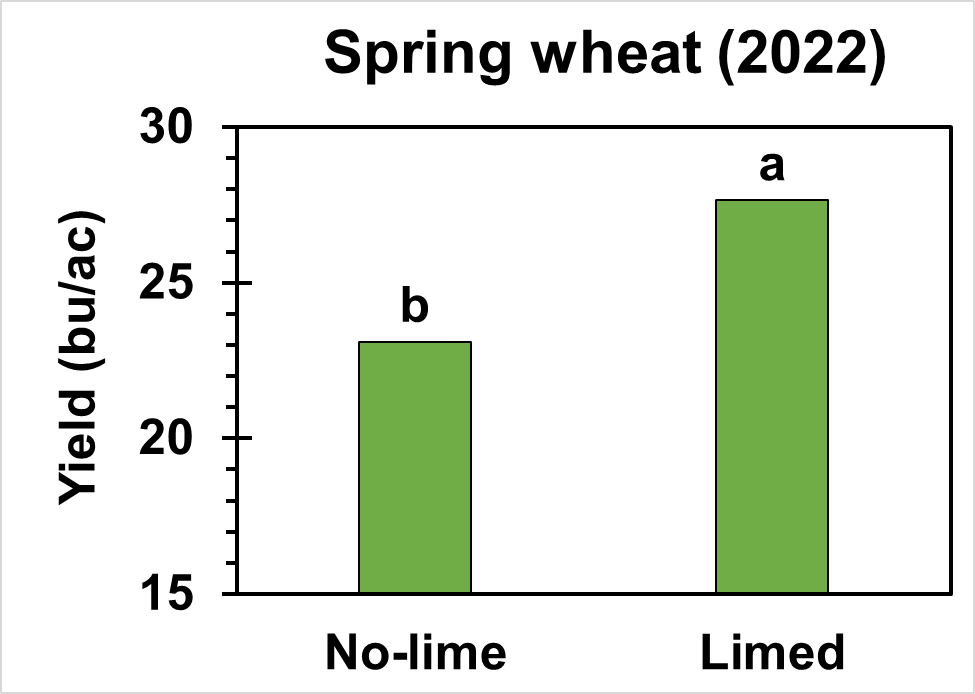 Spring wheat (2022)
Yield (bu/ac)
30
25
20
15
b
a
No-lime
Limed